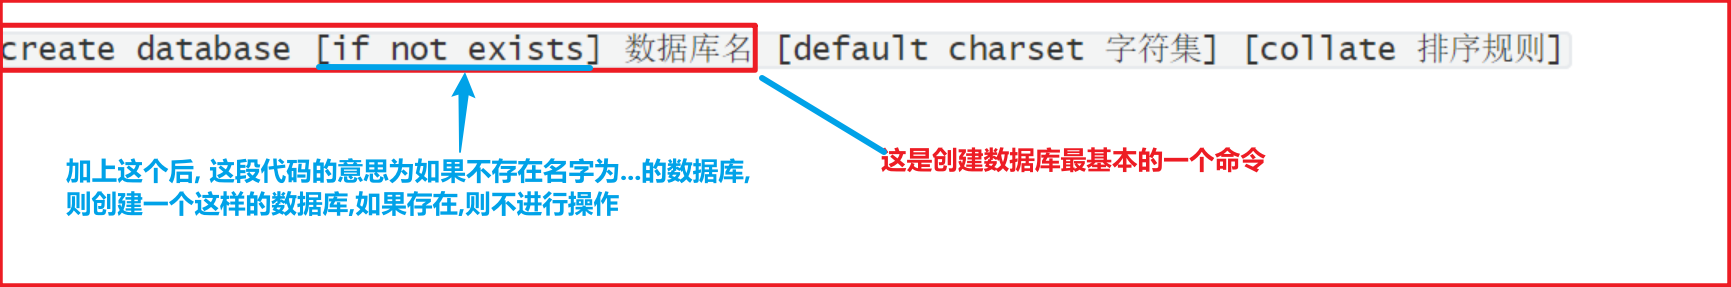 create database [if not exists] 数据库名 [default charset 字符集] [collate 排序规则]
加上这个后, 这段代码的意思为如果不存在名字为...的数据库,
则创建一个这样的数据库,如果存在,则不进行操作
这是创建数据库最基本的一个命令